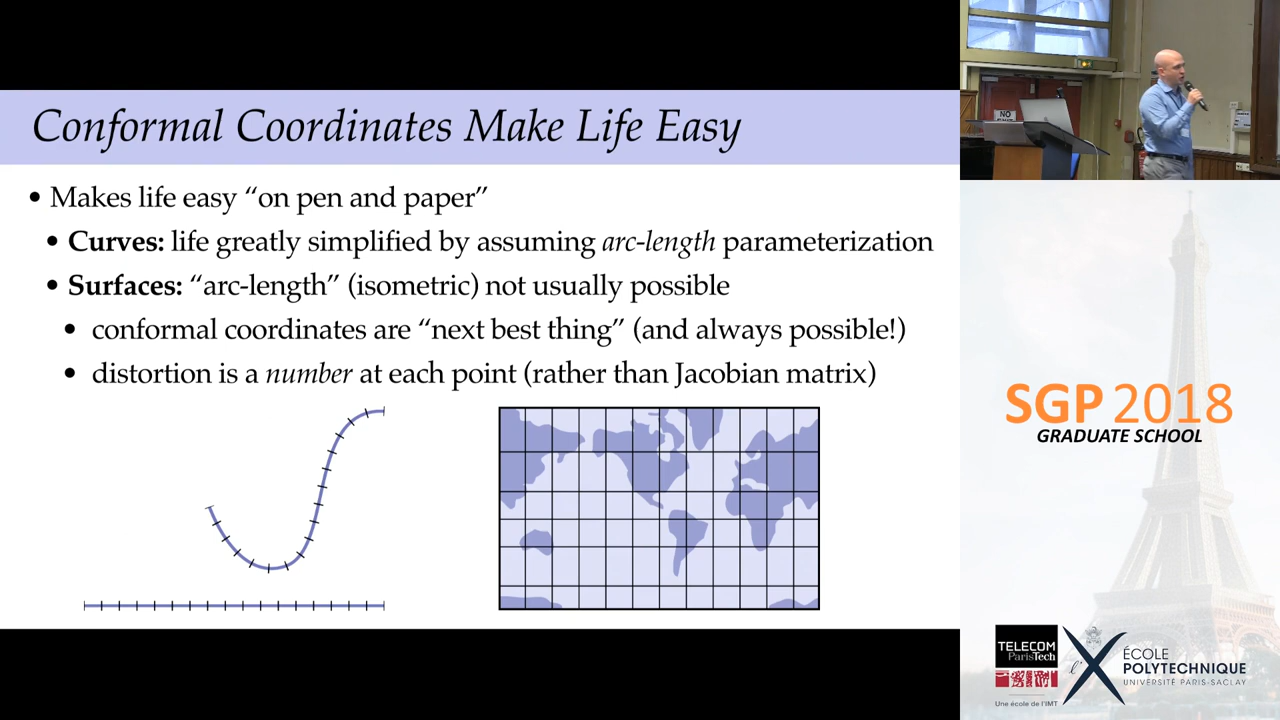 Conformal Coordinates Make Life Easy
• Makes life easy “on pen and paper”
• Curves: life greatly simplified by assuming arc-length parameterization
• Surfaces: “arc-length” (isometric) not usually possible
• conformal coordinates are “next best thing” (and always possible!)
• distortion is a number at each point (rather than Jacobian matrix)
NO
SGP 2018
GRADUATE SCHOOL
TELECOM
ParisTech
Une école de l'IMT
ÉCOLE
POLYTECHNIQUE
UNIVERSITÉ PARIS-SACLAY